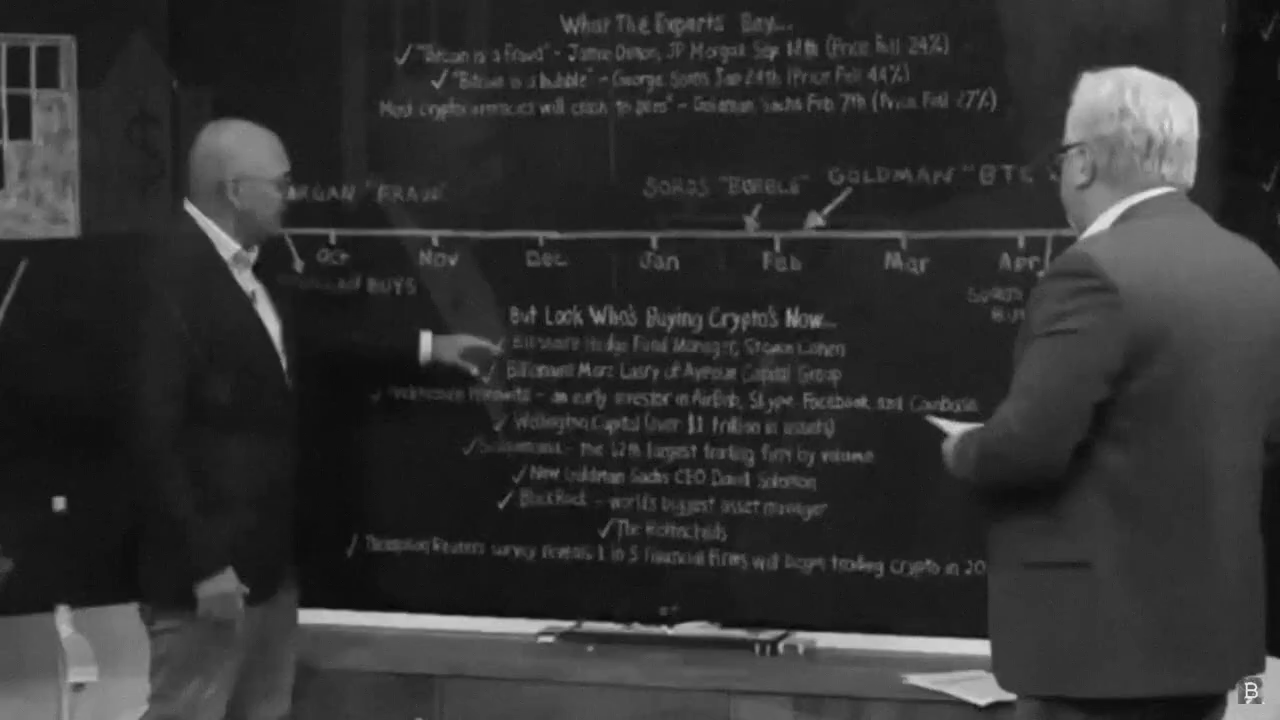 What The Experts Say...
✓ "Bitcoin is a Fraud" - Jamie Dimon, JP Morgan Sep 12th (Price Fell 24%)
✓ "Bitcoin is a bubble" - George Soros Jan 24th (Price Fell 44%)
Most cryptocurrencies will crash to zero" - Goldman Sachs Feb 7th (Price Fell 27%)
"FRAUD"
SOROS "BUBBLE"
GOLDMAN "BTC
Oct Nov Dec Jan Feb Mar Apr
BUYS
SOROS
But Look Who's Buying Crypto's Now...
Billionaire Hedge Fund Manager Steven Cohen
✓ Billionaire Marc Lasry of Avenue Capital Group
✓ Horowitz - an early investor in AirBnb, Skype, Facebook, and CoinBase
✓ Wellington Capital (over $1 trillion in assets)
✓ - the 12th largest trading firm by volume
✓ New Goldman Sachs CEO David Solomon
✓ BlackRock - world's biggest asset manager
✓ The Rothschilds
✓ Thompson Reuters survey reveals 1 in 5 Financial Firms will begin trading crypto in 20
B